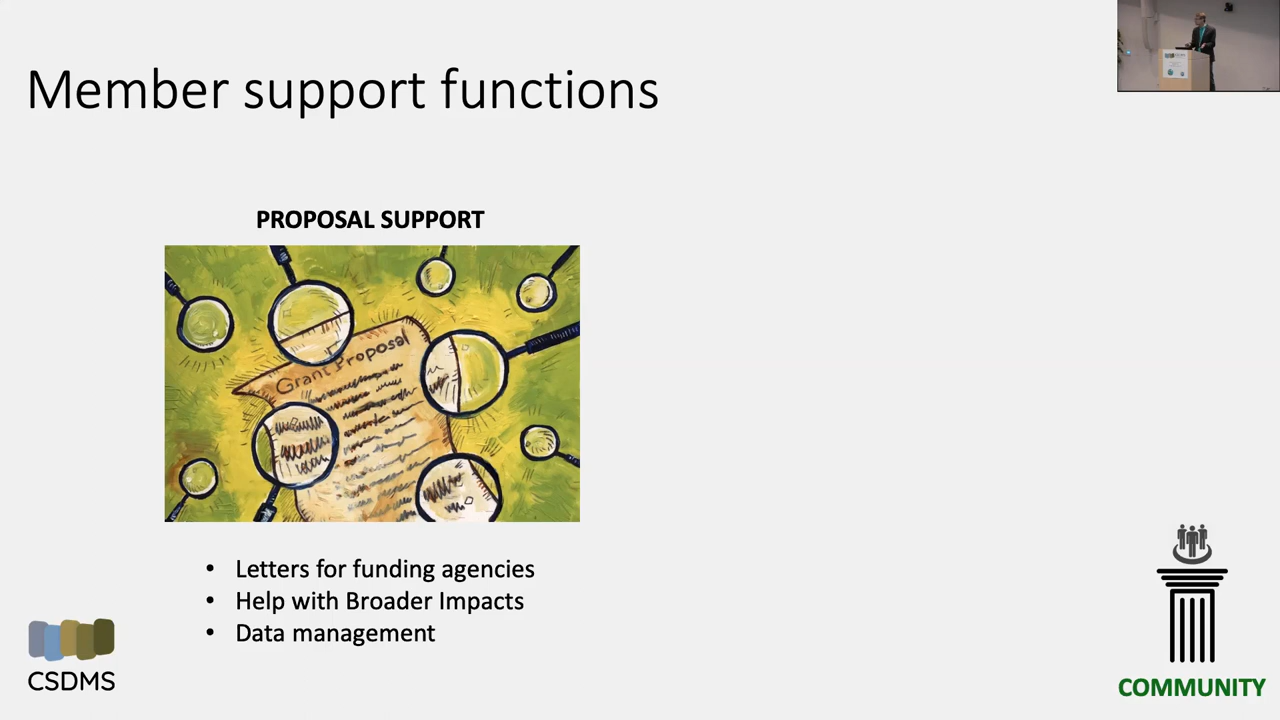 Member support functions
PROPOSAL SUPPORT
Grant Proposal
• Letters for funding agencies
• Help with Broader Impacts
• Data management
CSDMS
COMMUNITY